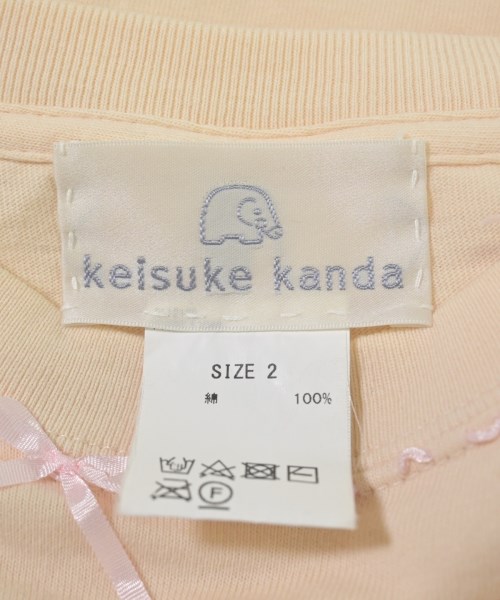 keisuke kanda
SIZE 2
綿 100%
F